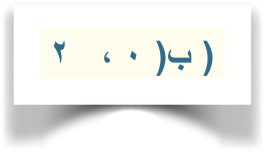 ( ب )( ٠ ، ٢